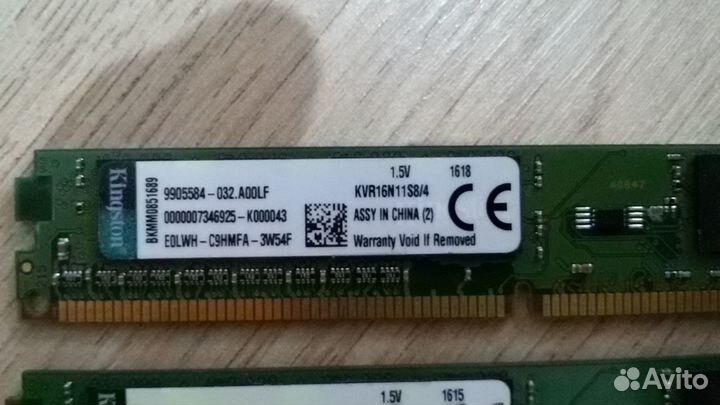 Kingston
BKMM0851689
9905584-032.A00LF
0000007346925-K000043
E0LWH-C9HMFA-3W54F
1.5V 1618
KVR16N11S8/4
ASSY IN CHINA (2)
Warranty Void If Removed
CE
1.5V 1615
Avito